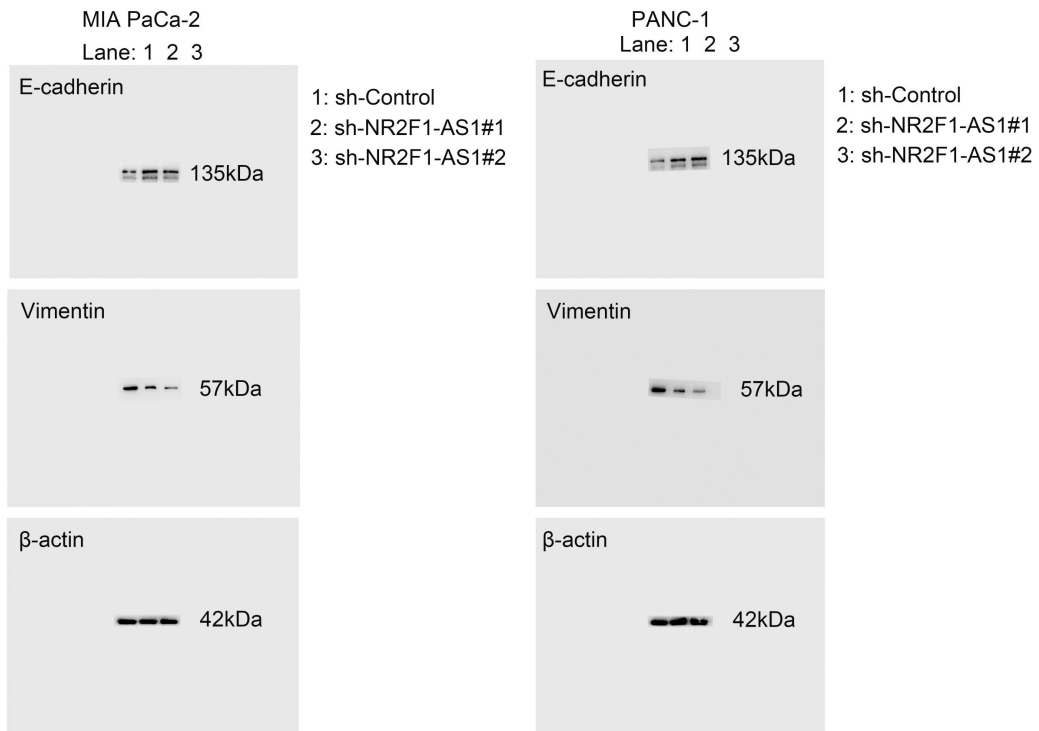 MIA PaCa-2
Lane: 1 2 3
E-cadherin
135kDa
1: sh-Control
2: sh-NR2F1-AS1#1
3: sh-NR2F1-AS1#2
Vimentin
57kDa
β-actin
42kDa
PANC-1
Lane: 1 2 3
E-cadherin
135kDa
1: sh-Control
2: sh-NR2F1-AS1#1
3: sh-NR2F1-AS1#2
Vimentin
57kDa
β-actin
42kDa